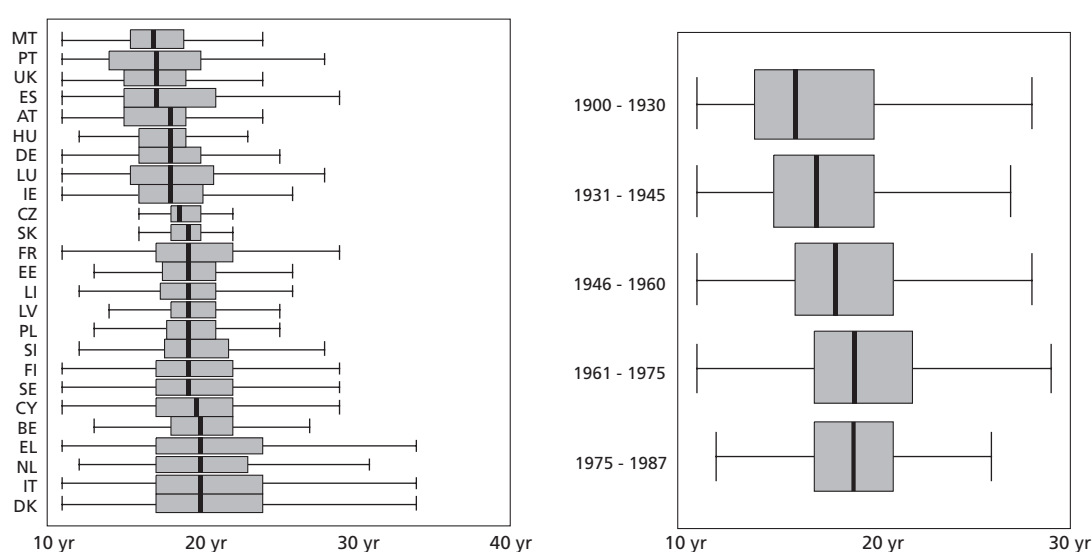 MT
PT
UK
ES
AT
HU
DE
LU
IE
CZ
SK
FR
EE
LI
LV
PL
SI
FI
SE
CY
BE
EL
NL
IT
DK
10 yr 20 yr 30 yr 40 yr
1900 - 1930
1931 - 1945
1946 - 1960
1961 - 1975
1975 - 1987
10 yr 20 yr 30 yr